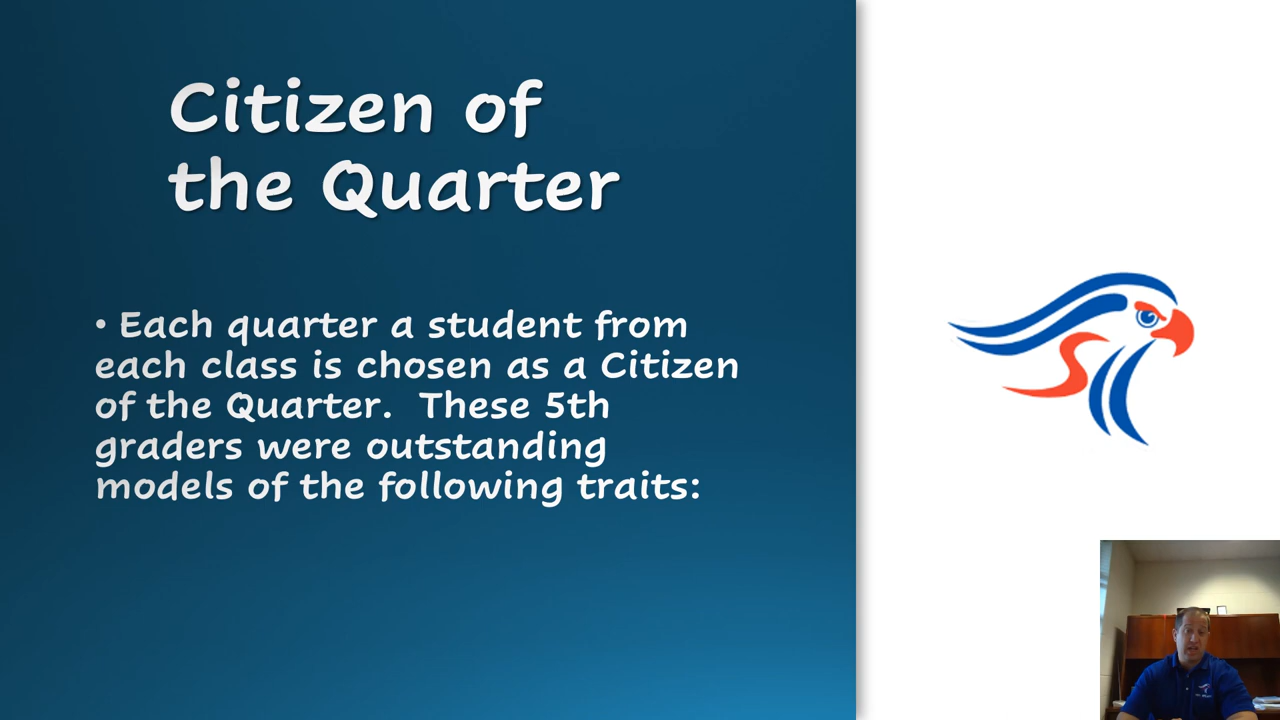 Citizen of
the Quarter
• Each quarter a student from
each class is chosen as a Citizen
of the Quarter.  These 5th
graders were outstanding
models of the following traits: